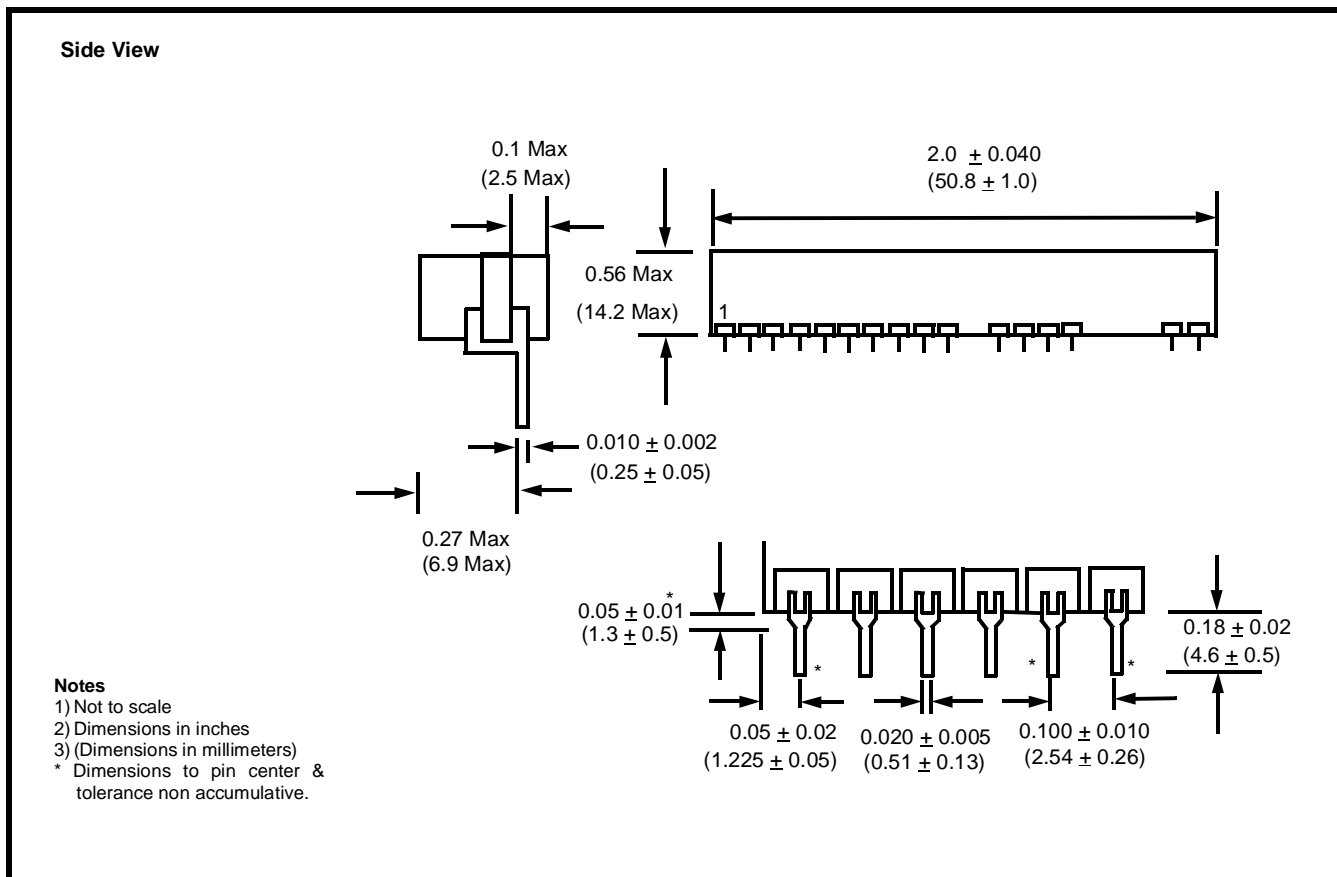 Side View
0.1 Max
(2.5 Max)
2.0 ± 0.040
(50.8 ± 1.0)
0.56 Max
(14.2 Max)
1
0.010 ± 0.002
(0.25 ± 0.05)
0.27 Max
(6.9 Max)
*
0.05 ± 0.01
(1.3 ± 0.5)
0.18 ± 0.02
(4.6 ± 0.5)
* * *
0.05 ± 0.02
(1.225 ± 0.05)
0.020 ± 0.005
(0.51 ± 0.13)
0.100 ± 0.010
(2.54 ± 0.26)
Notes
1) Not to scale
2) Dimensions in inches
3) (Dimensions in millimeters)
* Dimensions to pin center &
tolerance non accumulative.